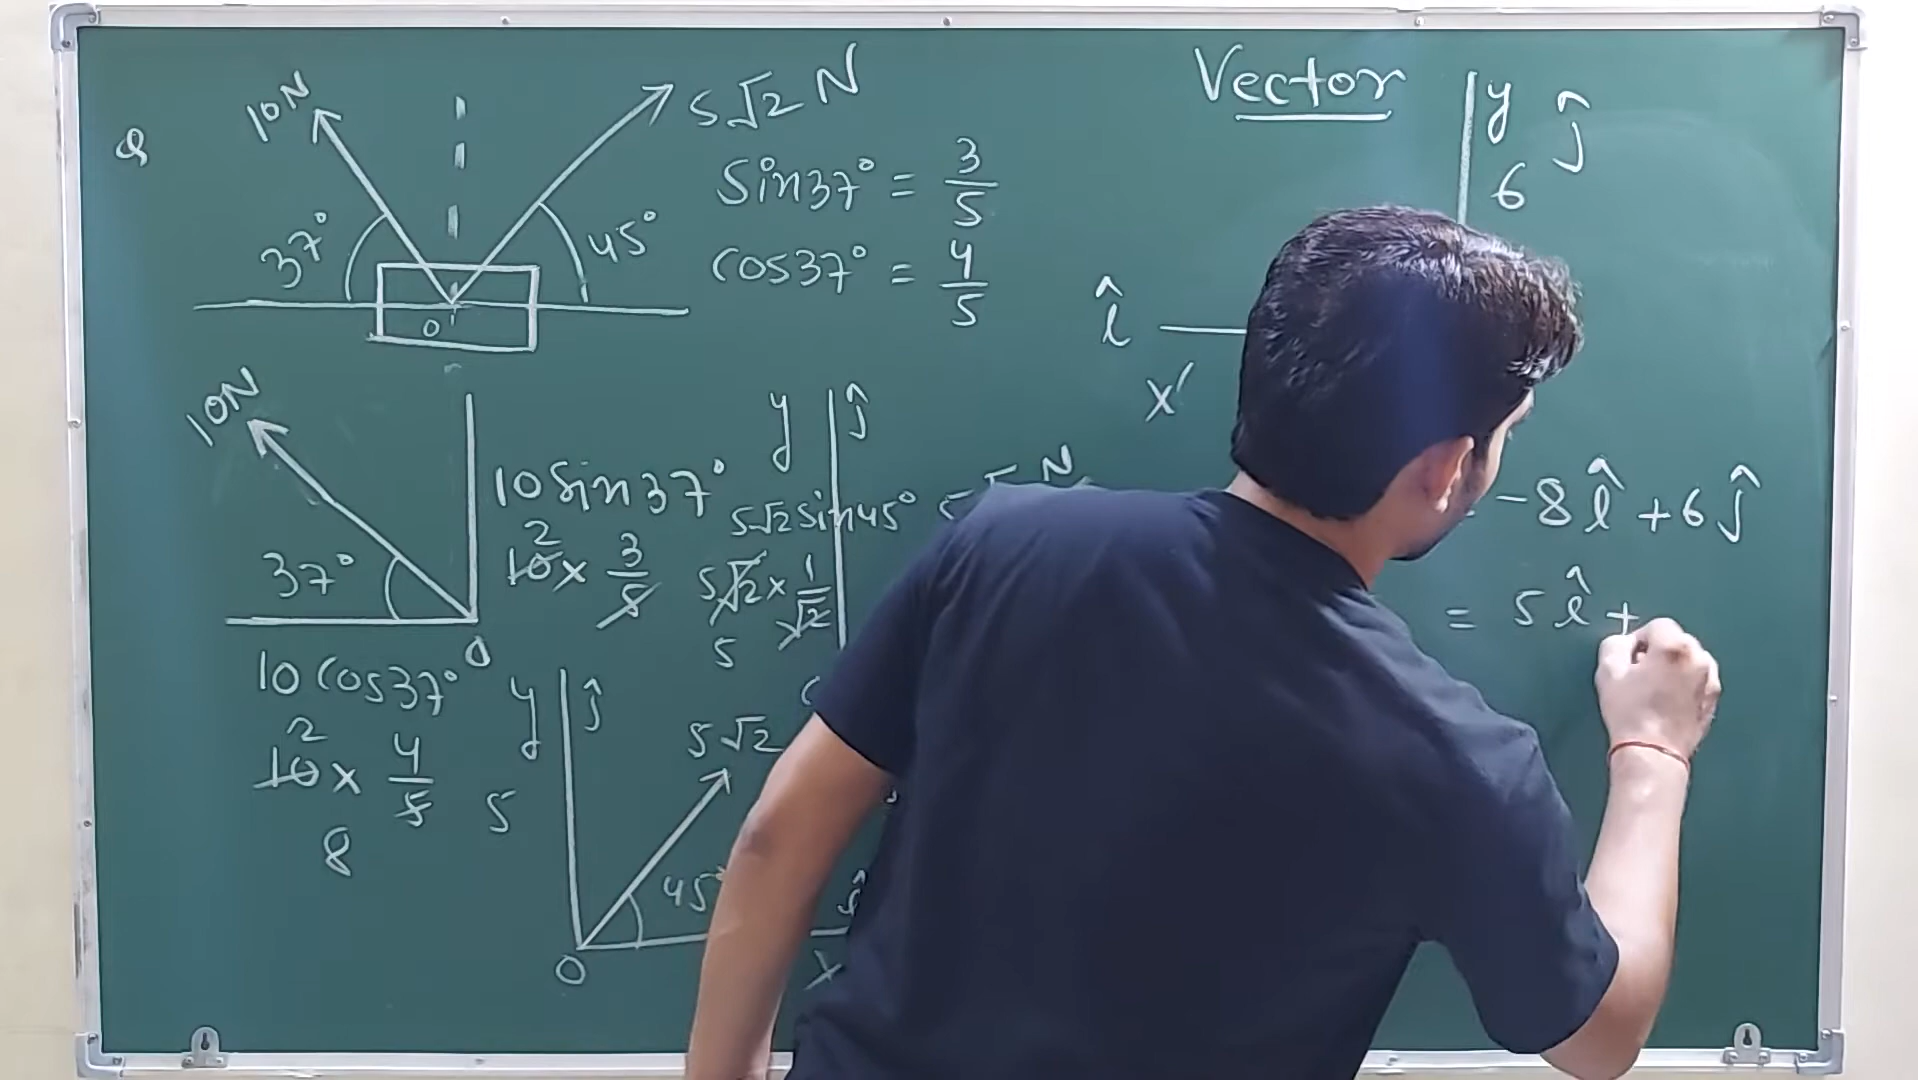 Q
10N
5√2 N
37°
45°
O
sin37° = 3/5
cos37° = 4/5
Vector
y ĵ
6
î
x'
10N
37°
O
10 sin37°
2
10 x 3/5
10 cos37°
2
10 x 4/5
8
y ĵ
5√2 sin45°
5√2 x 1/√2
5
N
y ĵ
5√2
5
45°
O
î
x
-8î + 6ĵ
= 5î +